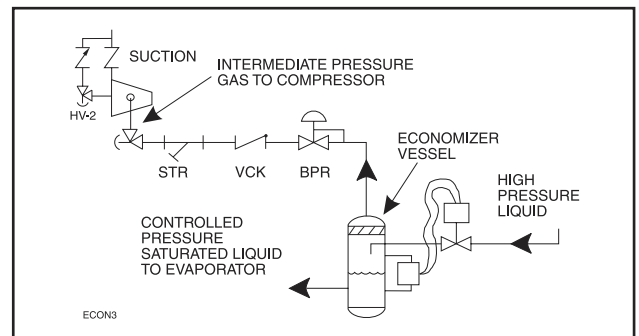 SUCTION
INTERMEDIATE PRESSURE
GAS TO COMPRESSOR
HV-2
STR
VCK
BPR
ECONOMIZER
VESSEL
HIGH
PRESSURE
LIQUID
CONTROLLED
PRESSURE
SATURATED LIQUID
TO EVAPORATOR
ECON3